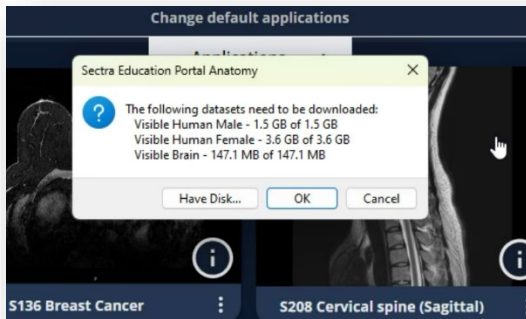 Change default applications
Sectra Education Portal Anatomy
The following datasets need to be downloaded:
Visible Human Male - 1.5 GB of 1.5 GB
Visible Human Female - 3.6 GB of 3.6 GB
Visible Brain - 147.1 MB of 147.1 MB
Have Disk...
OK
Cancel
S136 Breast Cancer
S208 Cervical spine (Sagittal)